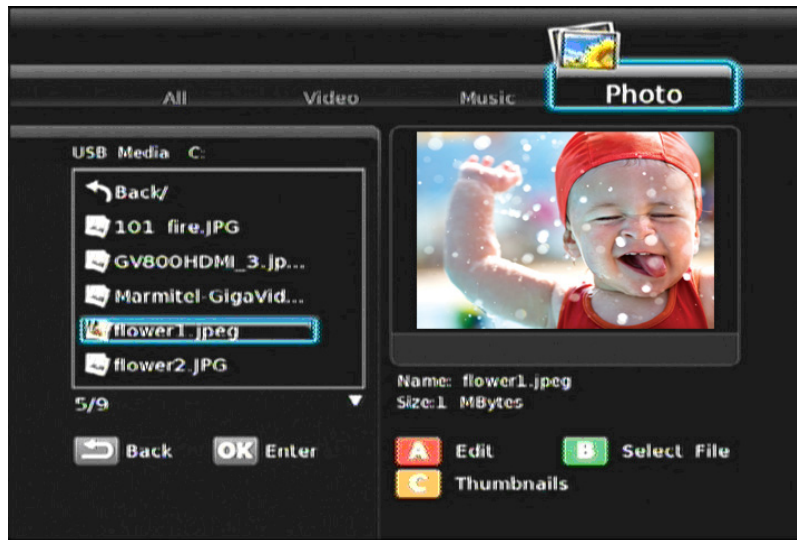 All Video Music Photo
USB Media C:
Back/
101 fire.JPG
GV800HDMI_3.jp...
Marmitel-GigaVid...
flower1.jpeg
flower2.JPG
5/9
Back OK Enter
Name: flower1.jpeg
Size:1 MBytes
A Edit B Select File
C Thumbnails